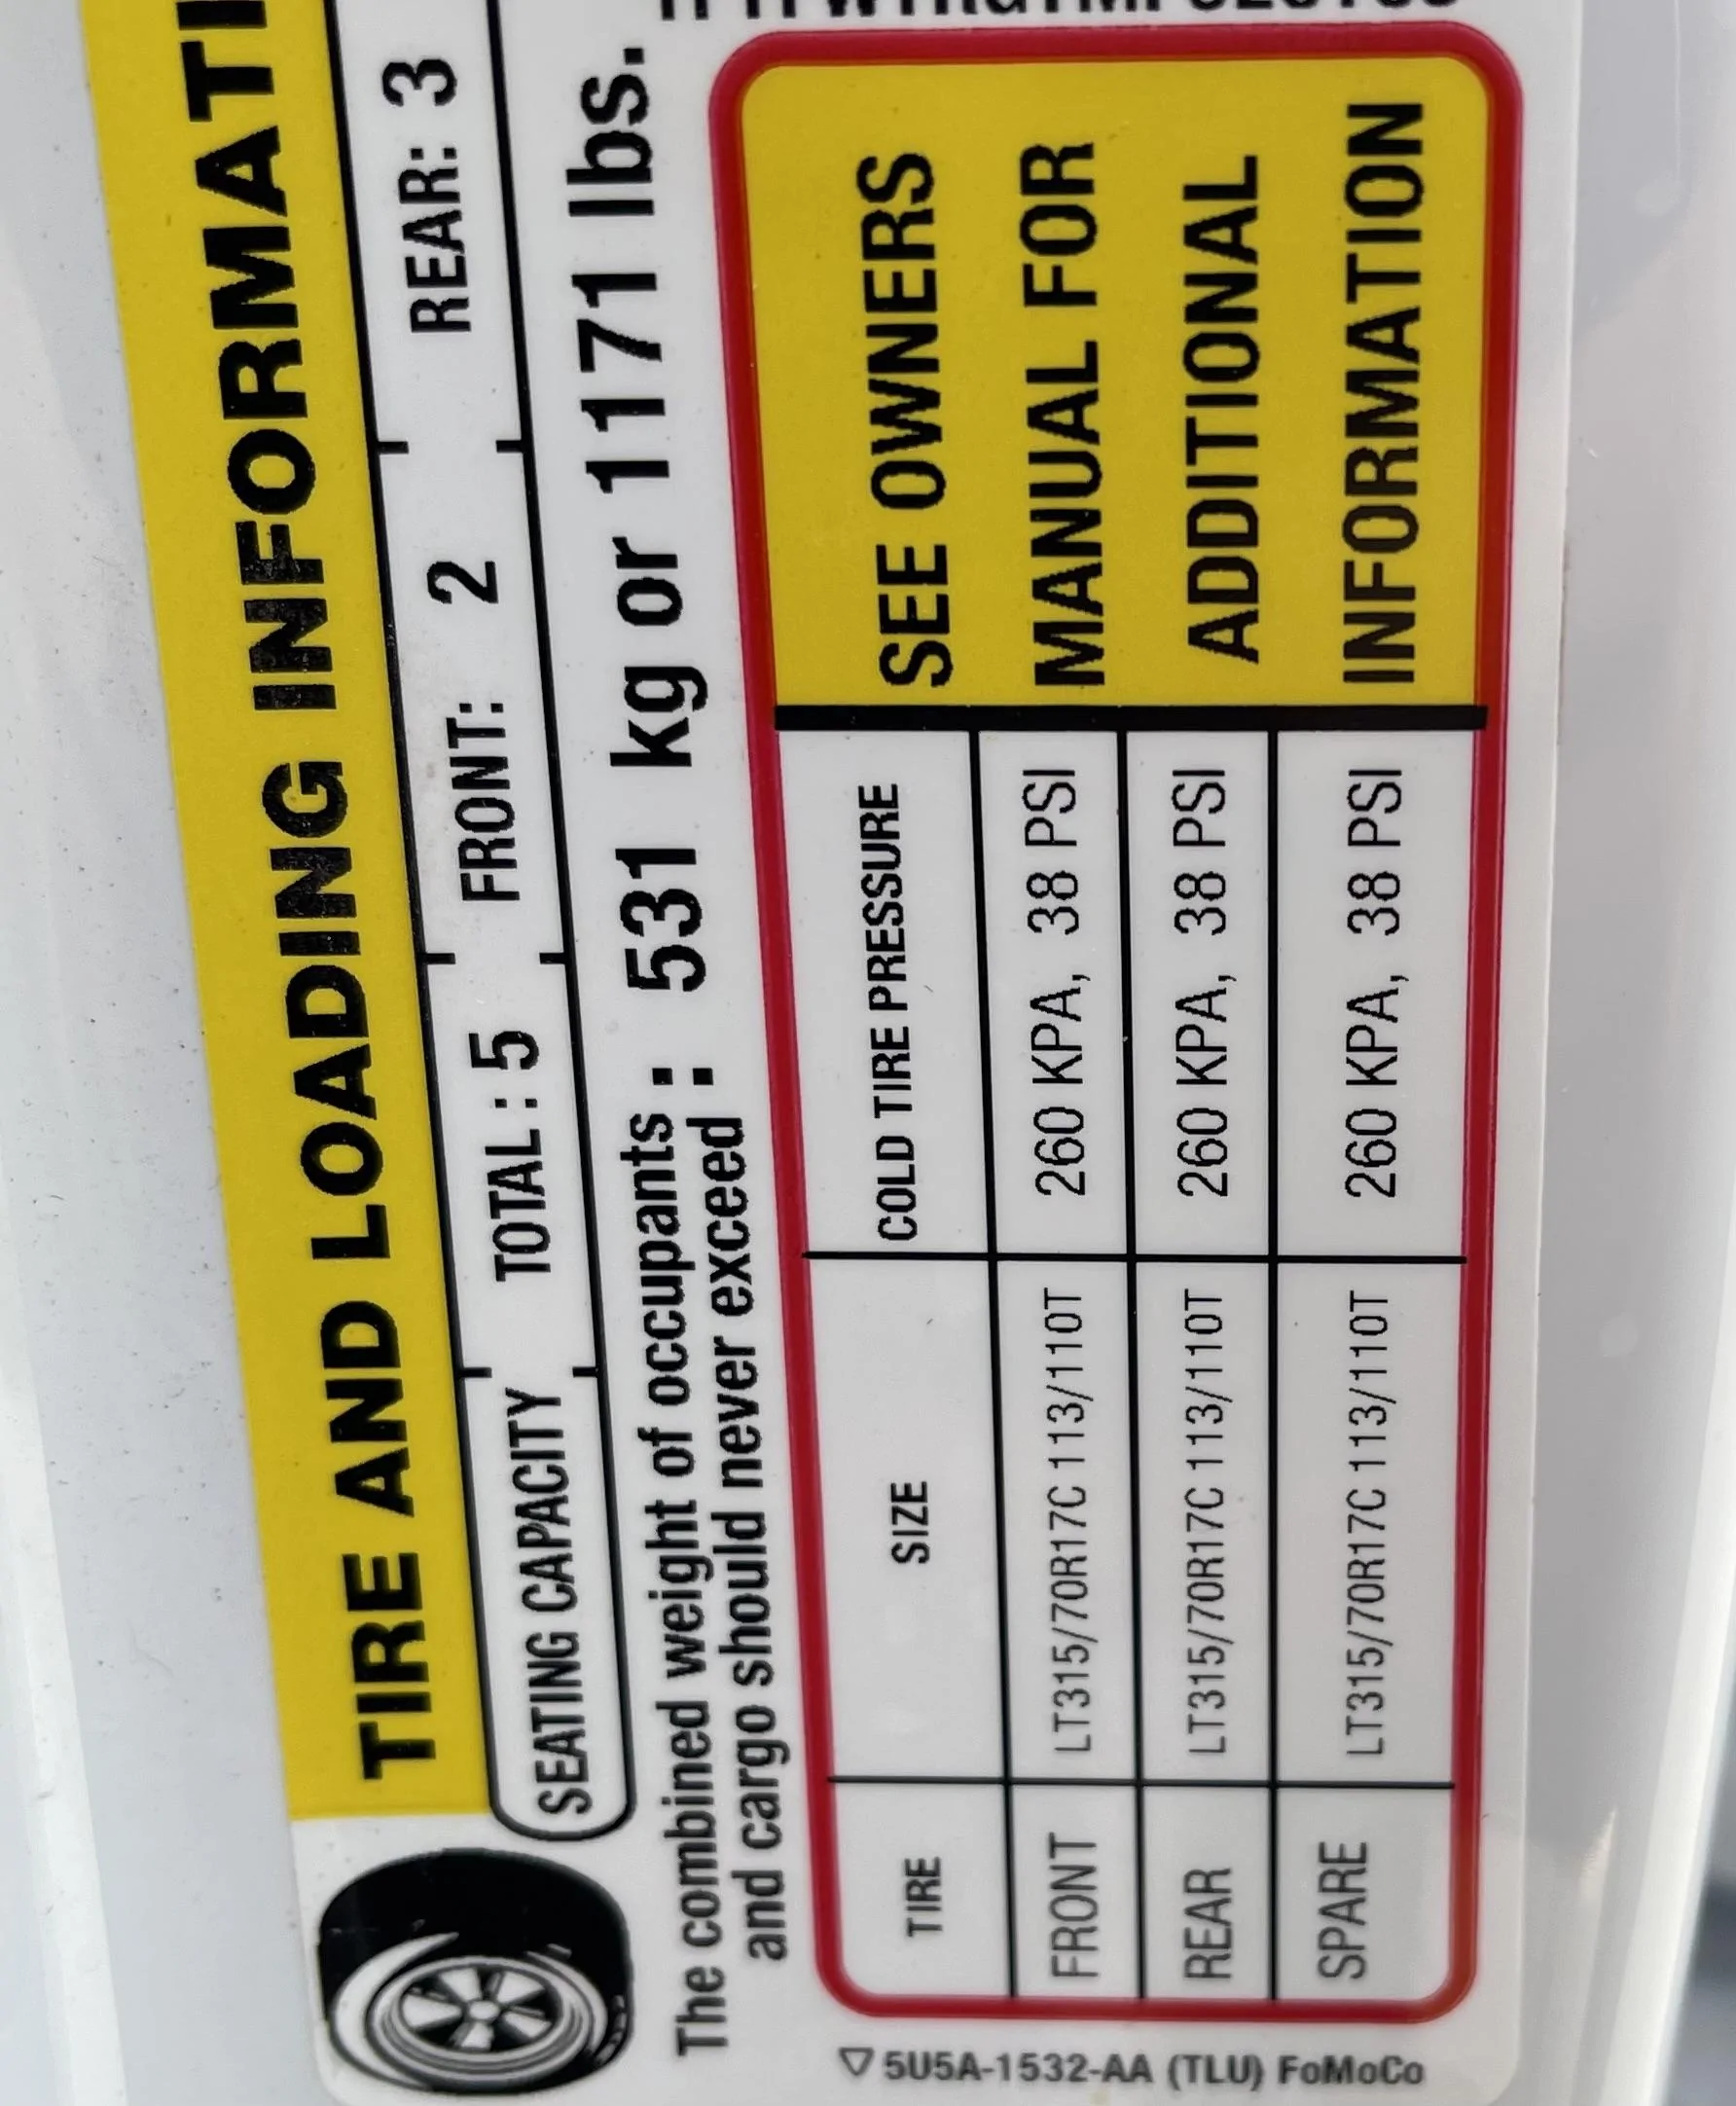 TIRE AND LOADING INFORMATI
SEATING CAPACITY TOTAL : 5 FRONT: 2 REAR: 3
The combined weight of occupants : 531 kg or 1171 lbs.
and cargo should never exceed :
TIRE SIZE COLD TIRE PRESSURE
FRONT LT315/70R17C 113/110T 260 KPA, 38 PSI
REAR LT315/70R17C 113/110T 260 KPA, 38 PSI
SPARE LT315/70R17C 113/110T 260 KPA, 38 PSI
SEE OWNERS
MANUAL FOR
ADDITIONAL
INFORMATION
5U5A-1532-AA (TLU) FoMoCo